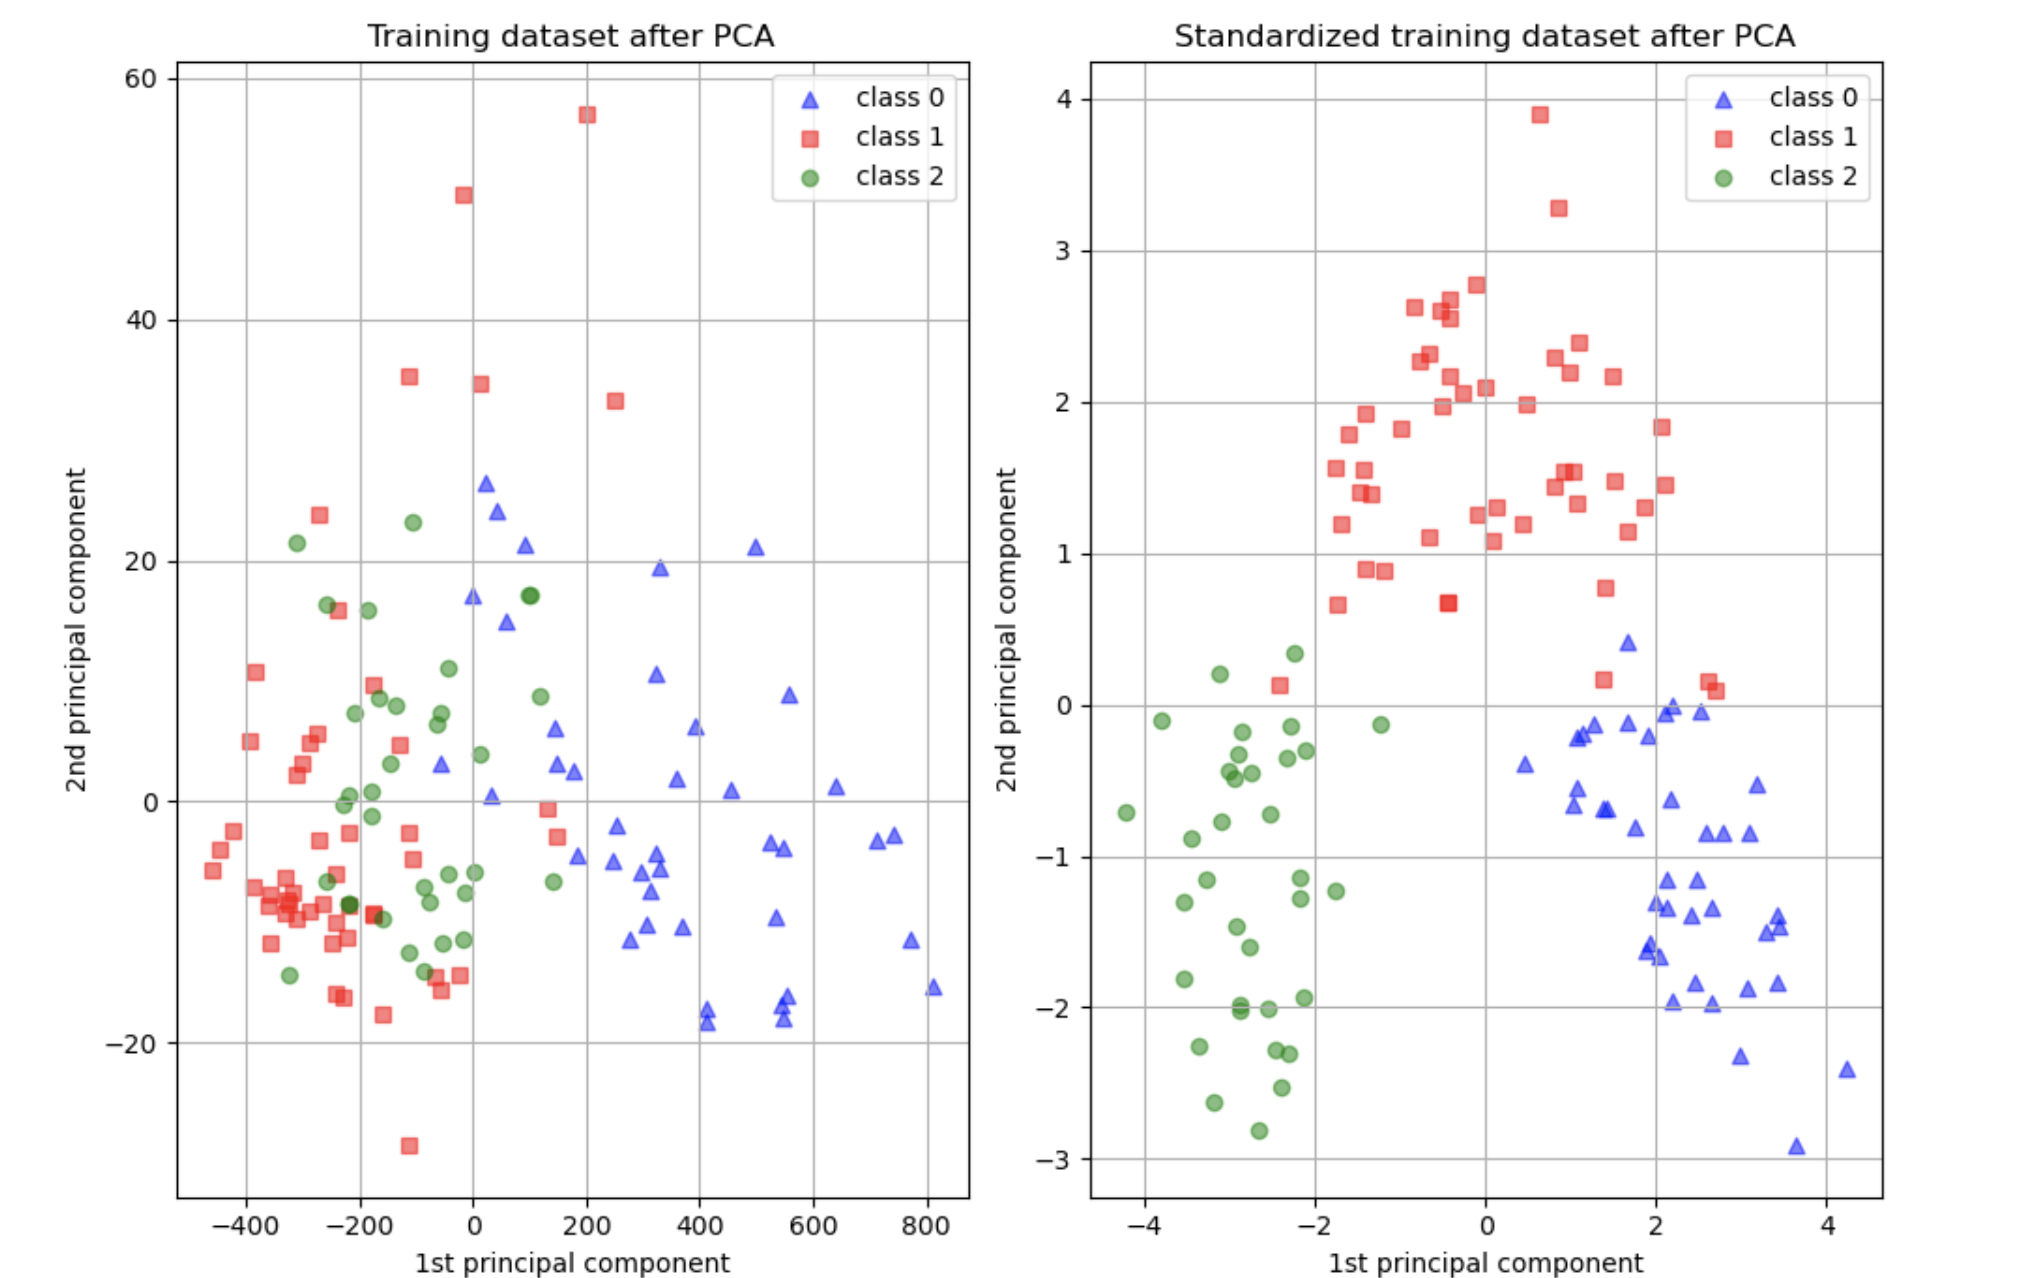 Training dataset after PCA
class 0
class 1
class 2
60
40
20
0
−20
−400
−200
0
200
400
600
800
2nd principal component
1st principal component
Standardized training dataset after PCA
class 0
class 1
class 2
4
3
2
1
0
−1
−2
−3
−4
−2
0
2
4
2nd principal component
1st principal component